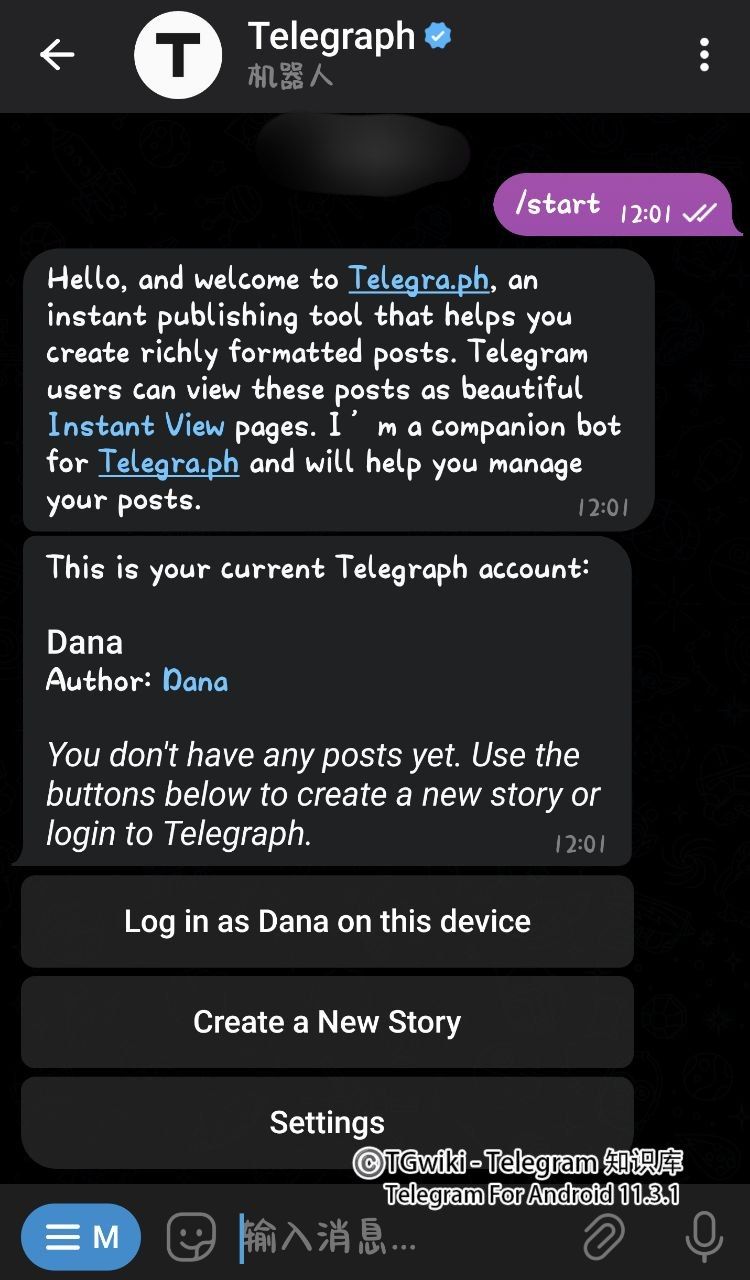 T
Telegraph
机器人
/start 12:01
Hello, and welcome to Telegra.ph, an
instant publishing tool that helps you
create richly formatted posts. Telegram
users can view these posts as beautiful
Instant View pages. I’m a companion bot
for Telegra.ph and will help you manage
your posts.
12:01
This is your current Telegraph account:
Dana
Author: Dana
You don't have any posts yet. Use the
buttons below to create a new story or
login to Telegraph.
12:01
Log in as Dana on this device
Create a New Story
Settings
©TGwiki - Telegram 知识库
Telegram For Android 11.3.1
M
输入消息...